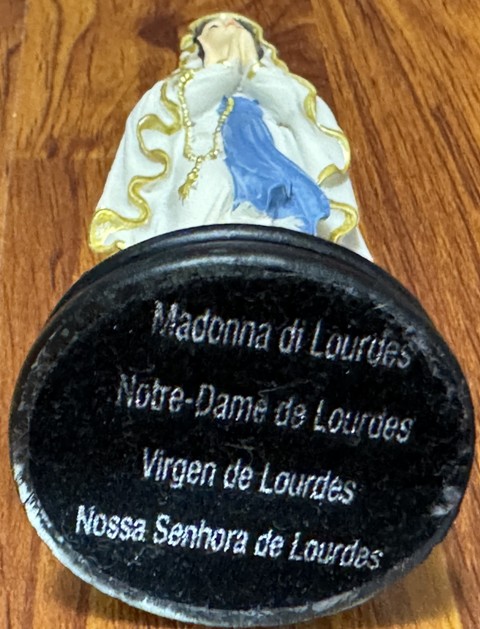 Madonna di Lourdes
Notre-Dame de Lourdes
Virgen de Lourdes
Nossa Senhora de Lourdes